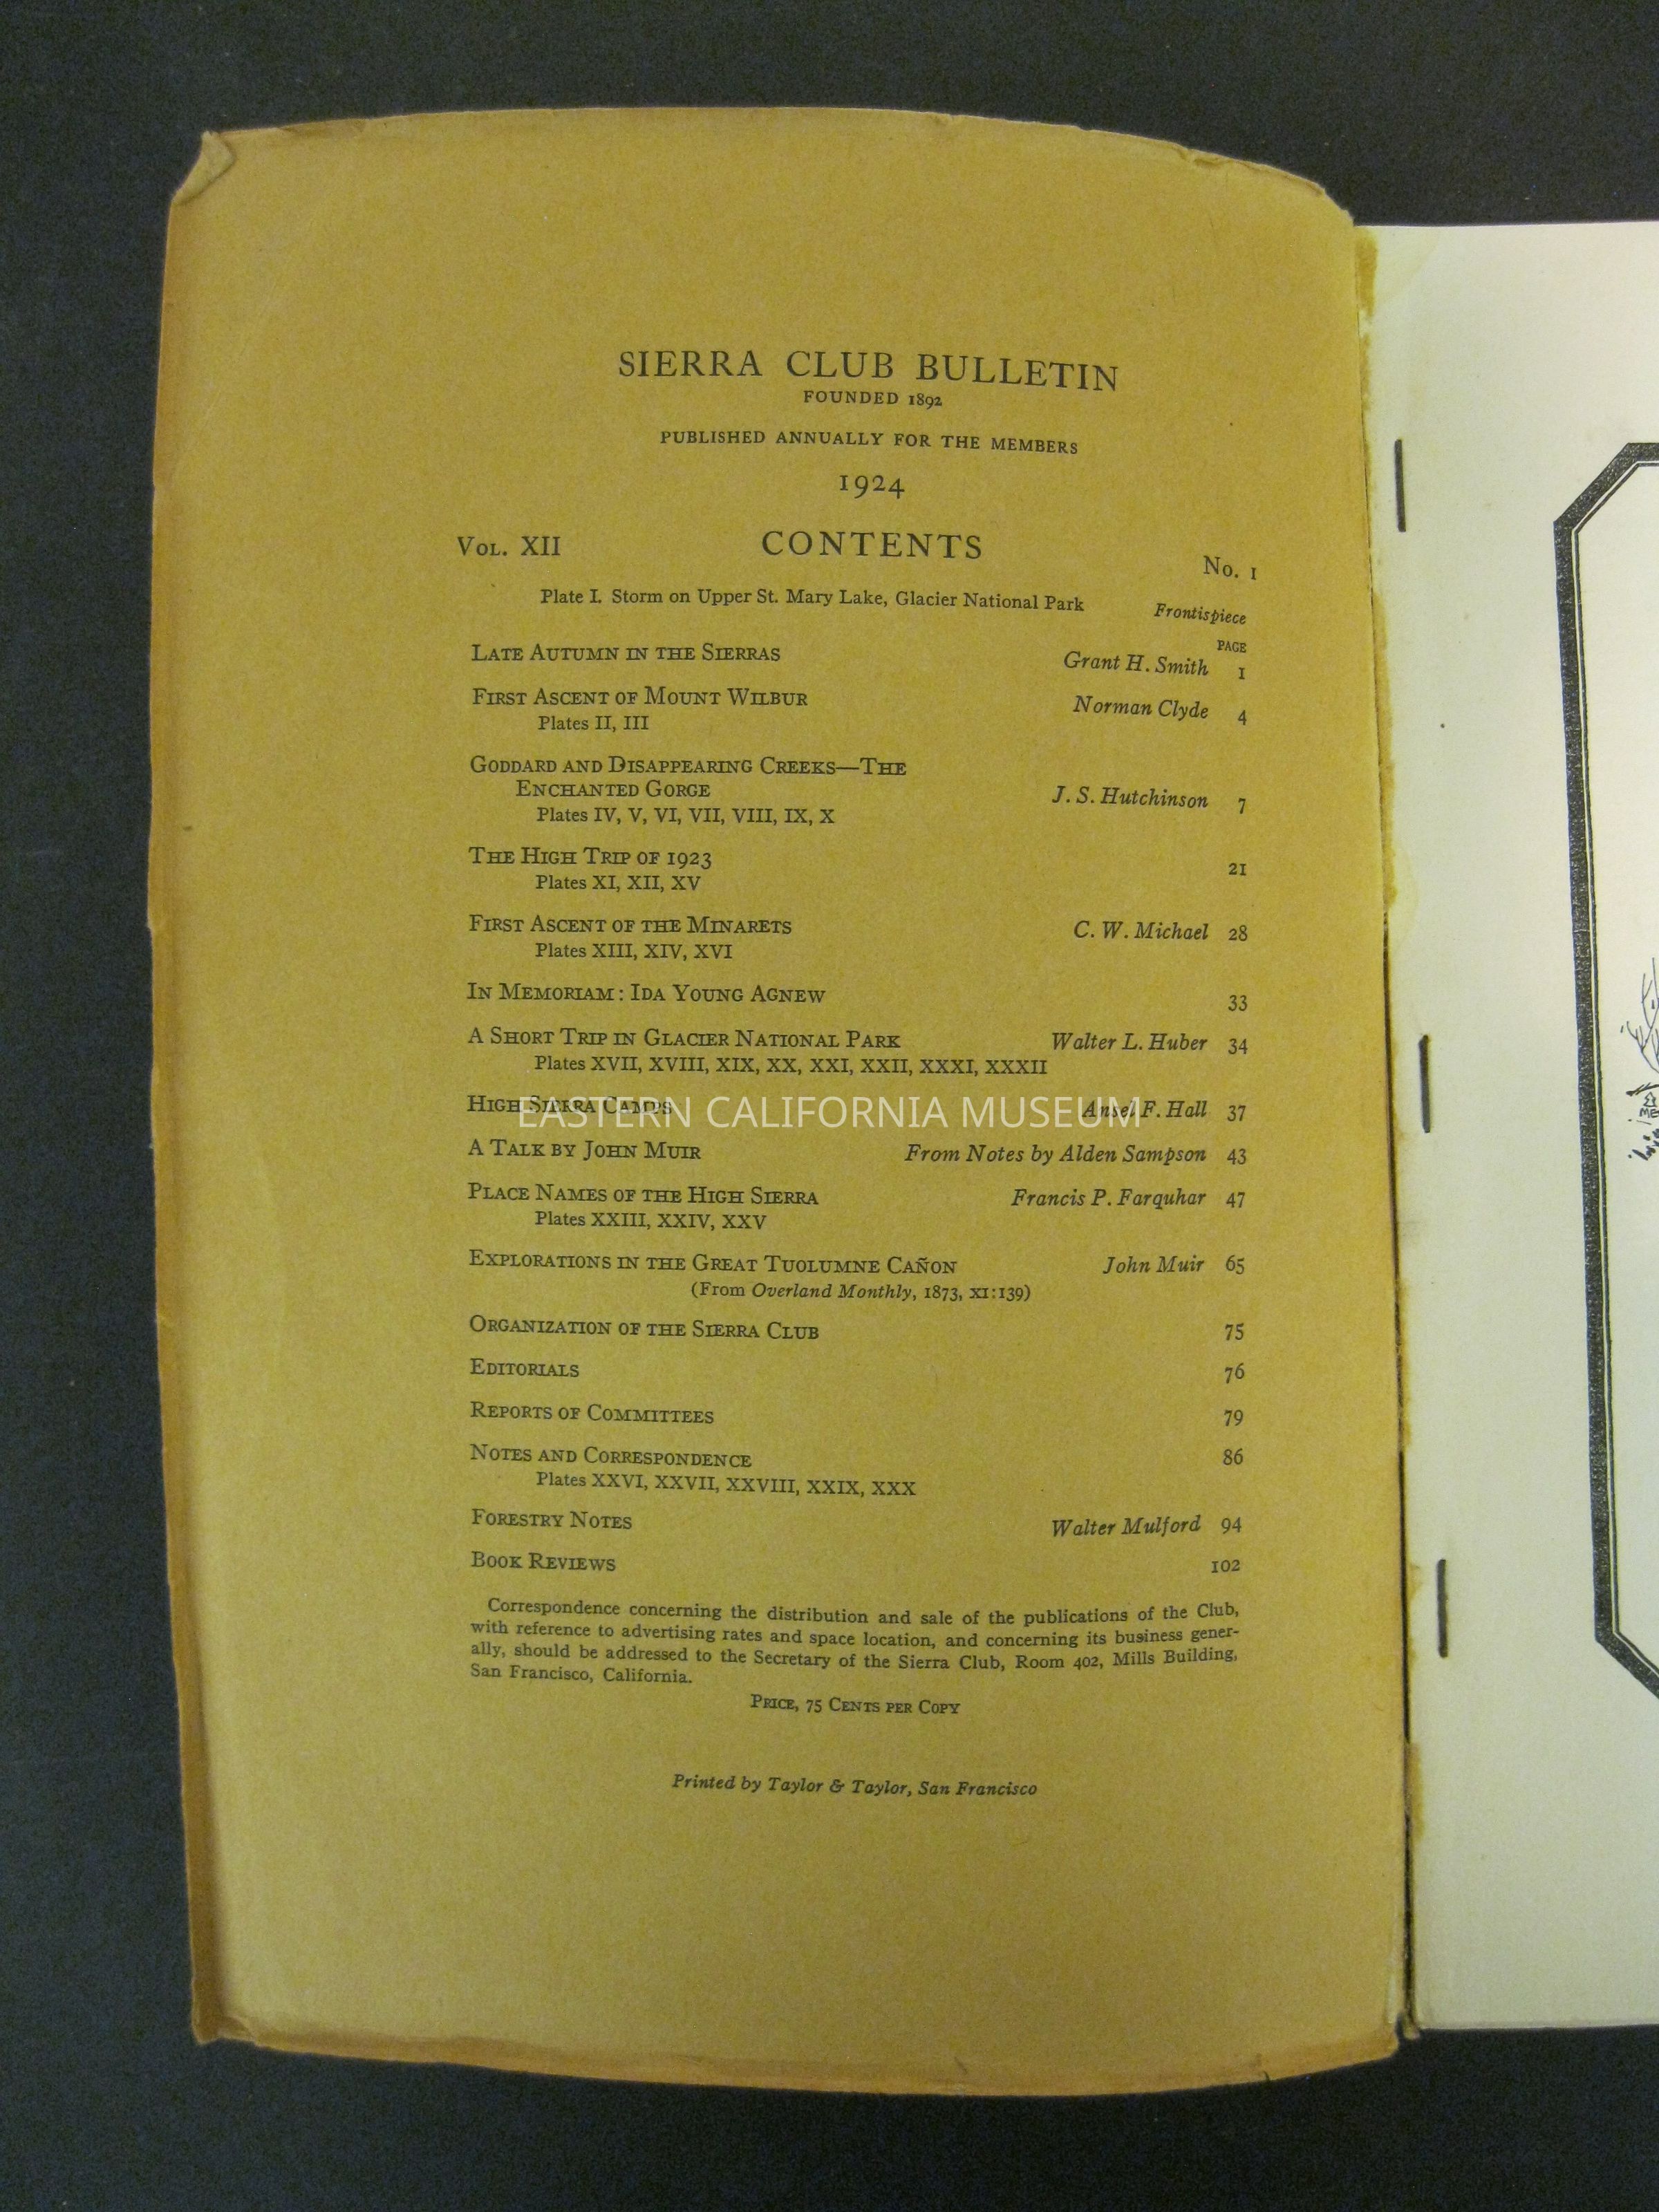 SIERRA CLUB BULLETIN
FOUNDED 1892
PUBLISHED ANNUALLY FOR THE MEMBERS
1924
VOL. XII CONTENTS No. 1
Plate I. Storm on Upper St. Mary Lake, Glacier National Park Frontispiece
PAGE
LATE AUTUMN IN THE SIERRAS Grant H. Smith 1
FIRST ASCENT OF MOUNT WILBUR Norman Clyde 4
Plates II, III
GODDARD AND DISAPPEARING CREEKS—THE
ENCHANTED GORGE J. S. Hutchinson 7
Plates IV, V, VI, VII, VIII, IX, X
THE HIGH TRIP OF 1923 21
Plates XI, XII, XV
FIRST ASCENT OF THE MINARETS C. W. Michael 28
Plates XIII, XIV, XVI
IN MEMORIAM: IDA YOUNG AGNEW 33
A SHORT TRIP IN GLACIER NATIONAL PARK Walter L. Huber 34
Plates XVII, XVIII, XIX, XX, XXI, XXII, XXXI, XXXII
HIGH SIERRA CAMPS Ansel F. Hall 37
EASTERN CALIFORNIA MUSEUM
A TALK BY JOHN MUIR From Notes by Alden Sampson 43
PLACE NAMES OF THE HIGH SIERRA Francis P. Farquhar 47
Plates XXIII, XXIV, XXV
EXPLORATIONS IN THE GREAT TUOLUMNE CAÑON John Muir 65
(From Overland Monthly, 1873, XI:139)
ORGANIZATION OF THE SIERRA CLUB 75
EDITORIALS 76
REPORTS OF COMMITTEES 79
NOTES AND CORRESPONDENCE 86
Plates XXVI, XXVII, XXVIII, XXIX, XXX
FORESTRY NOTES Walter Mulford 94
BOOK REVIEWS 102
Correspondence concerning the distribution and sale of the publications of the Club,
with reference to advertising rates and space location, and concerning its business gener-
ally, should be addressed to the Secretary of the Sierra Club, Room 402, Mills Building,
San Francisco, California.
PRICE, 75 CENTS PER COPY
Printed by Taylor & Taylor, San Francisco